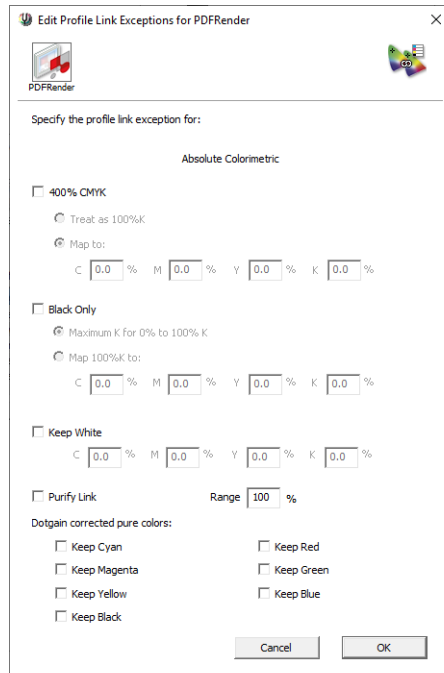 Edit Profile Link Exceptions for PDFRender
PDFRender
Specify the profile link exception for:
Absolute Colorimetric
400% CMYK
Treat as 100%K
Map to:
C 0.0 % M 0.0 % Y 0.0 % K 0.0 %
Black Only
Maximum K for 0% to 100% K
Map 100%K to:
C 0.0 % M 0.0 % Y 0.0 % K 0.0 %
Keep White
C 0.0 % M 0.0 % Y 0.0 % K 0.0 %
Purify Link Range 100 %
Dotgain corrected pure colors:
Keep Cyan Keep Red
Keep Magenta Keep Green
Keep Yellow Keep Blue
Keep Black
Cancel OK